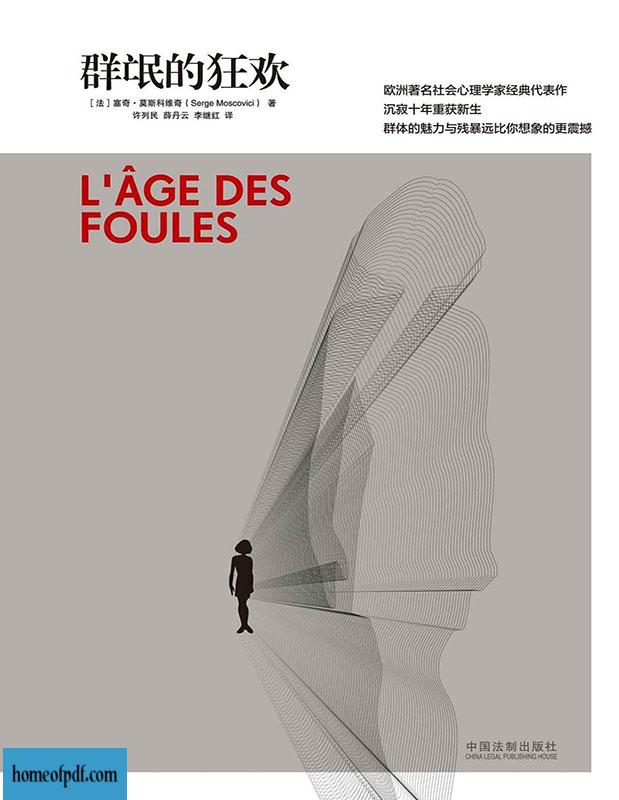 群氓的狂欢
［法］塞奇·莫斯科维奇（Serge Moscovici） 著
许列民 薛丹云 李继红 译
欧洲著名社会心理学家经典代表作
沉寂十年重获新生
群体的魅力与残暴远比你想象的更震撼
L'ÂGE DES
FOULES
中国法制出版社
CHINA LEGAL PUBLISHING HOUSE
homeofpdf.com